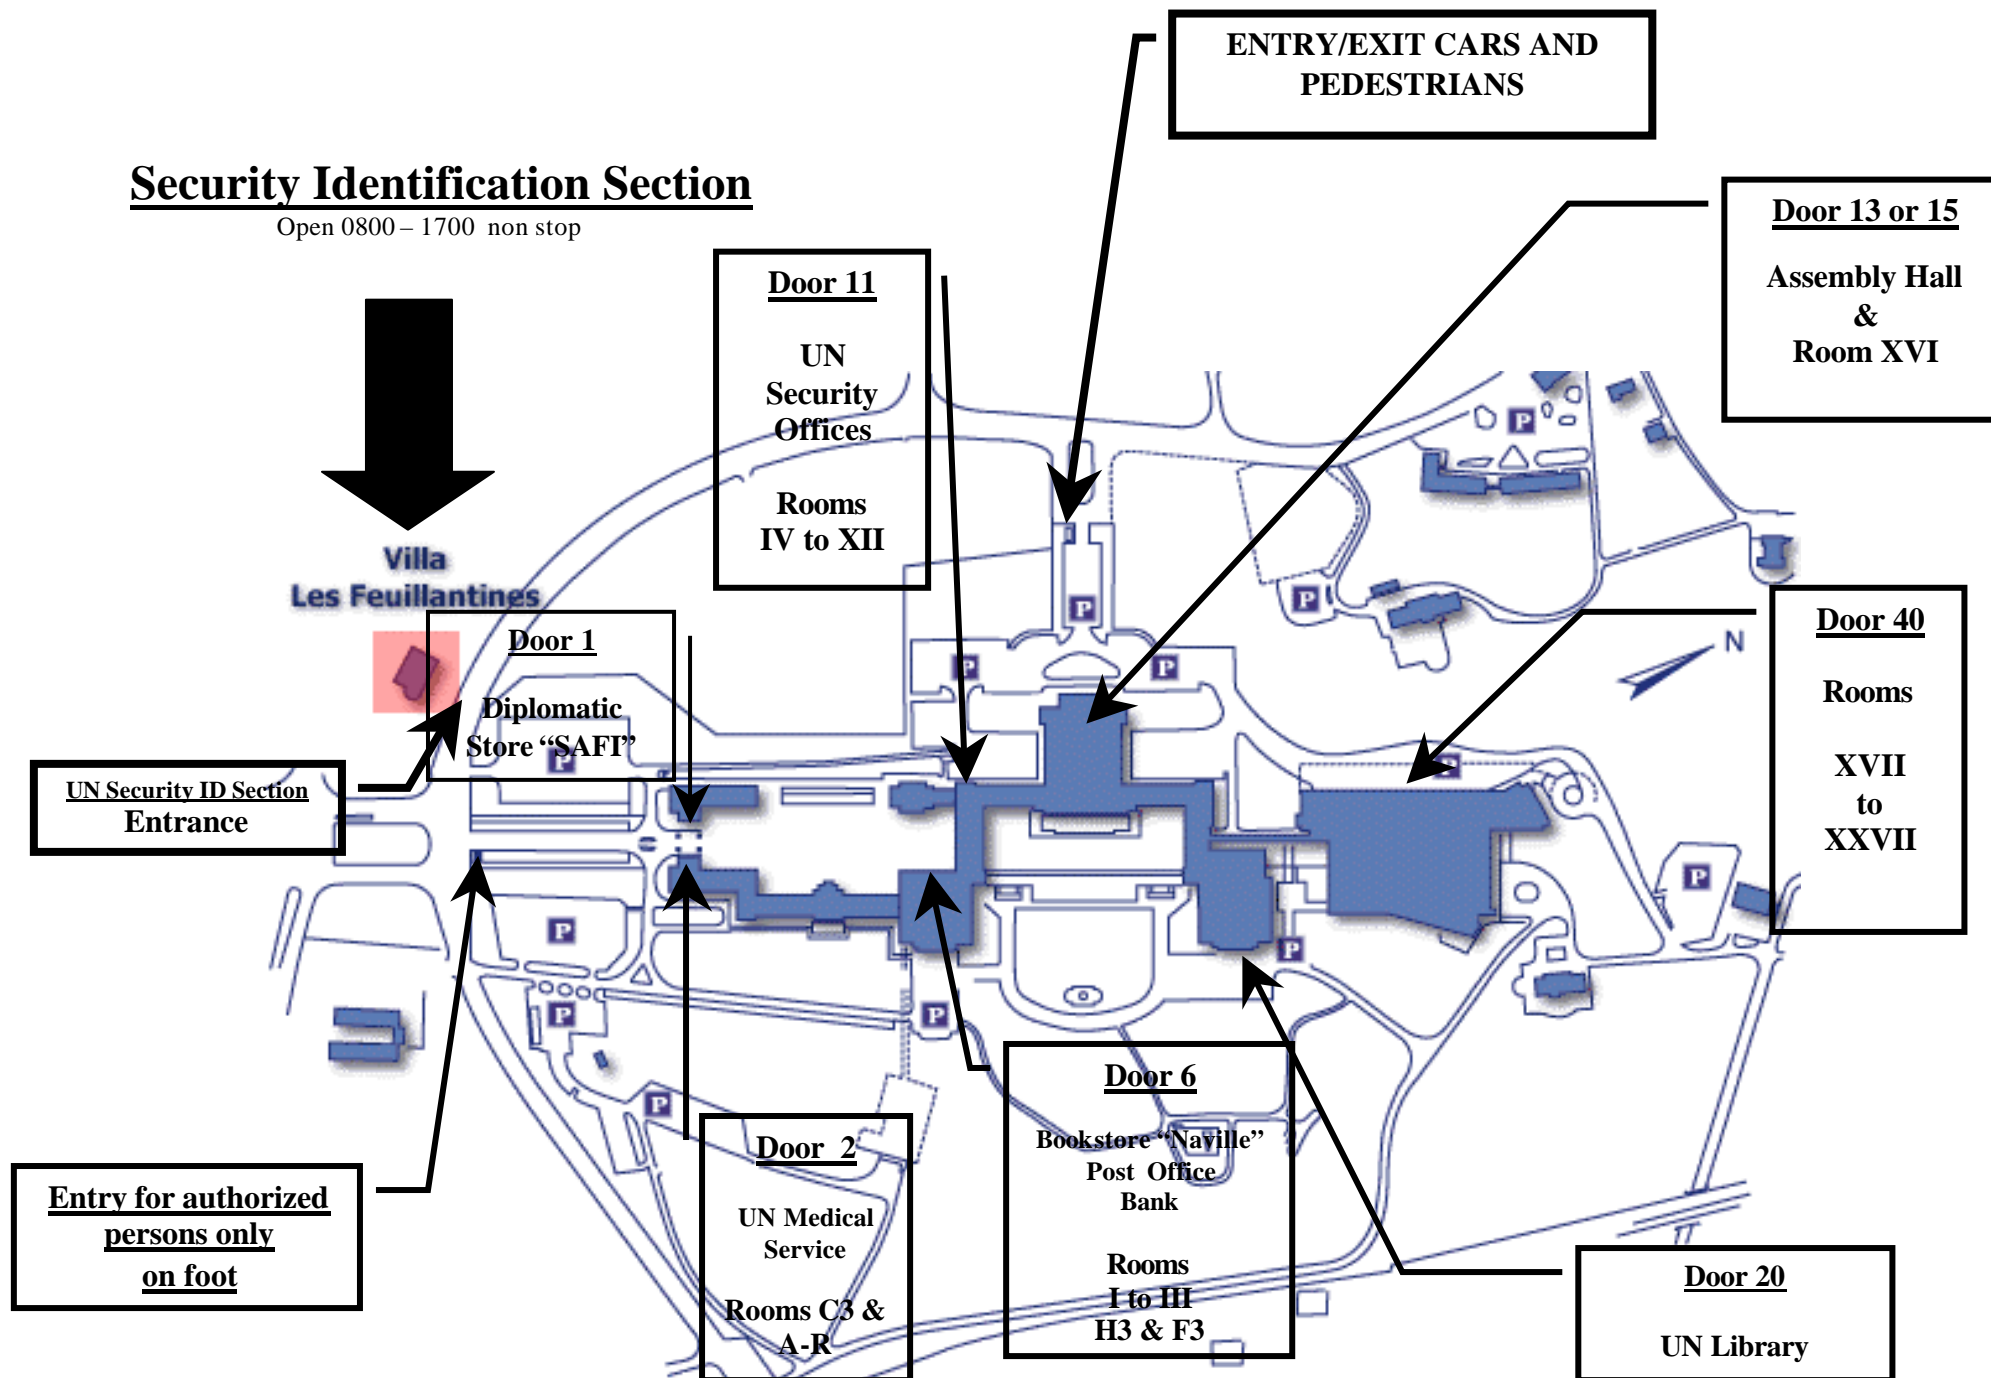 ENTRY/EXIT CARS AND
PEDESTRIANS
Security Identification Section
Open 0800 – 1700 non stop
Door 13 or 15
Assembly Hall
&
Room XVI
Door 11
UN
Security
Offices
Rooms
IV to XII
Villa
Les Feuillantines
Door 1
Diplomatic
Store “SAFI”
UN Security ID Section
Entrance
Door 40
Rooms
XVII
to
XXVII
N
P
P
P
P
P
P
P
P
P
P
P
P
P
Entry for authorized
persons only
on foot
Door 2
UN Medical
Service
Rooms C3 &
A-R
Door 6
Bookstore “Naville”
Post Office
Bank
Rooms
I to III
H3 & F3
Door 20
UN Library